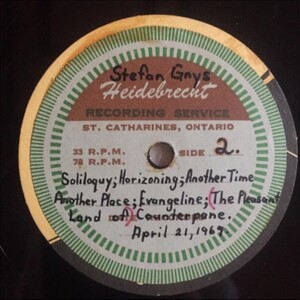 Stefan Gnys
Heidebrecht
RECORDING SERVICE
ST. CATHARINES, ONTARIO
33 R.P.M.
78 R.P.M.
SIDE 2.
Soliloquy; Horizoning; Another Time
Another Place; Evangeline; (The Pleasant
Land of) Counterpane.
April 21, 1969